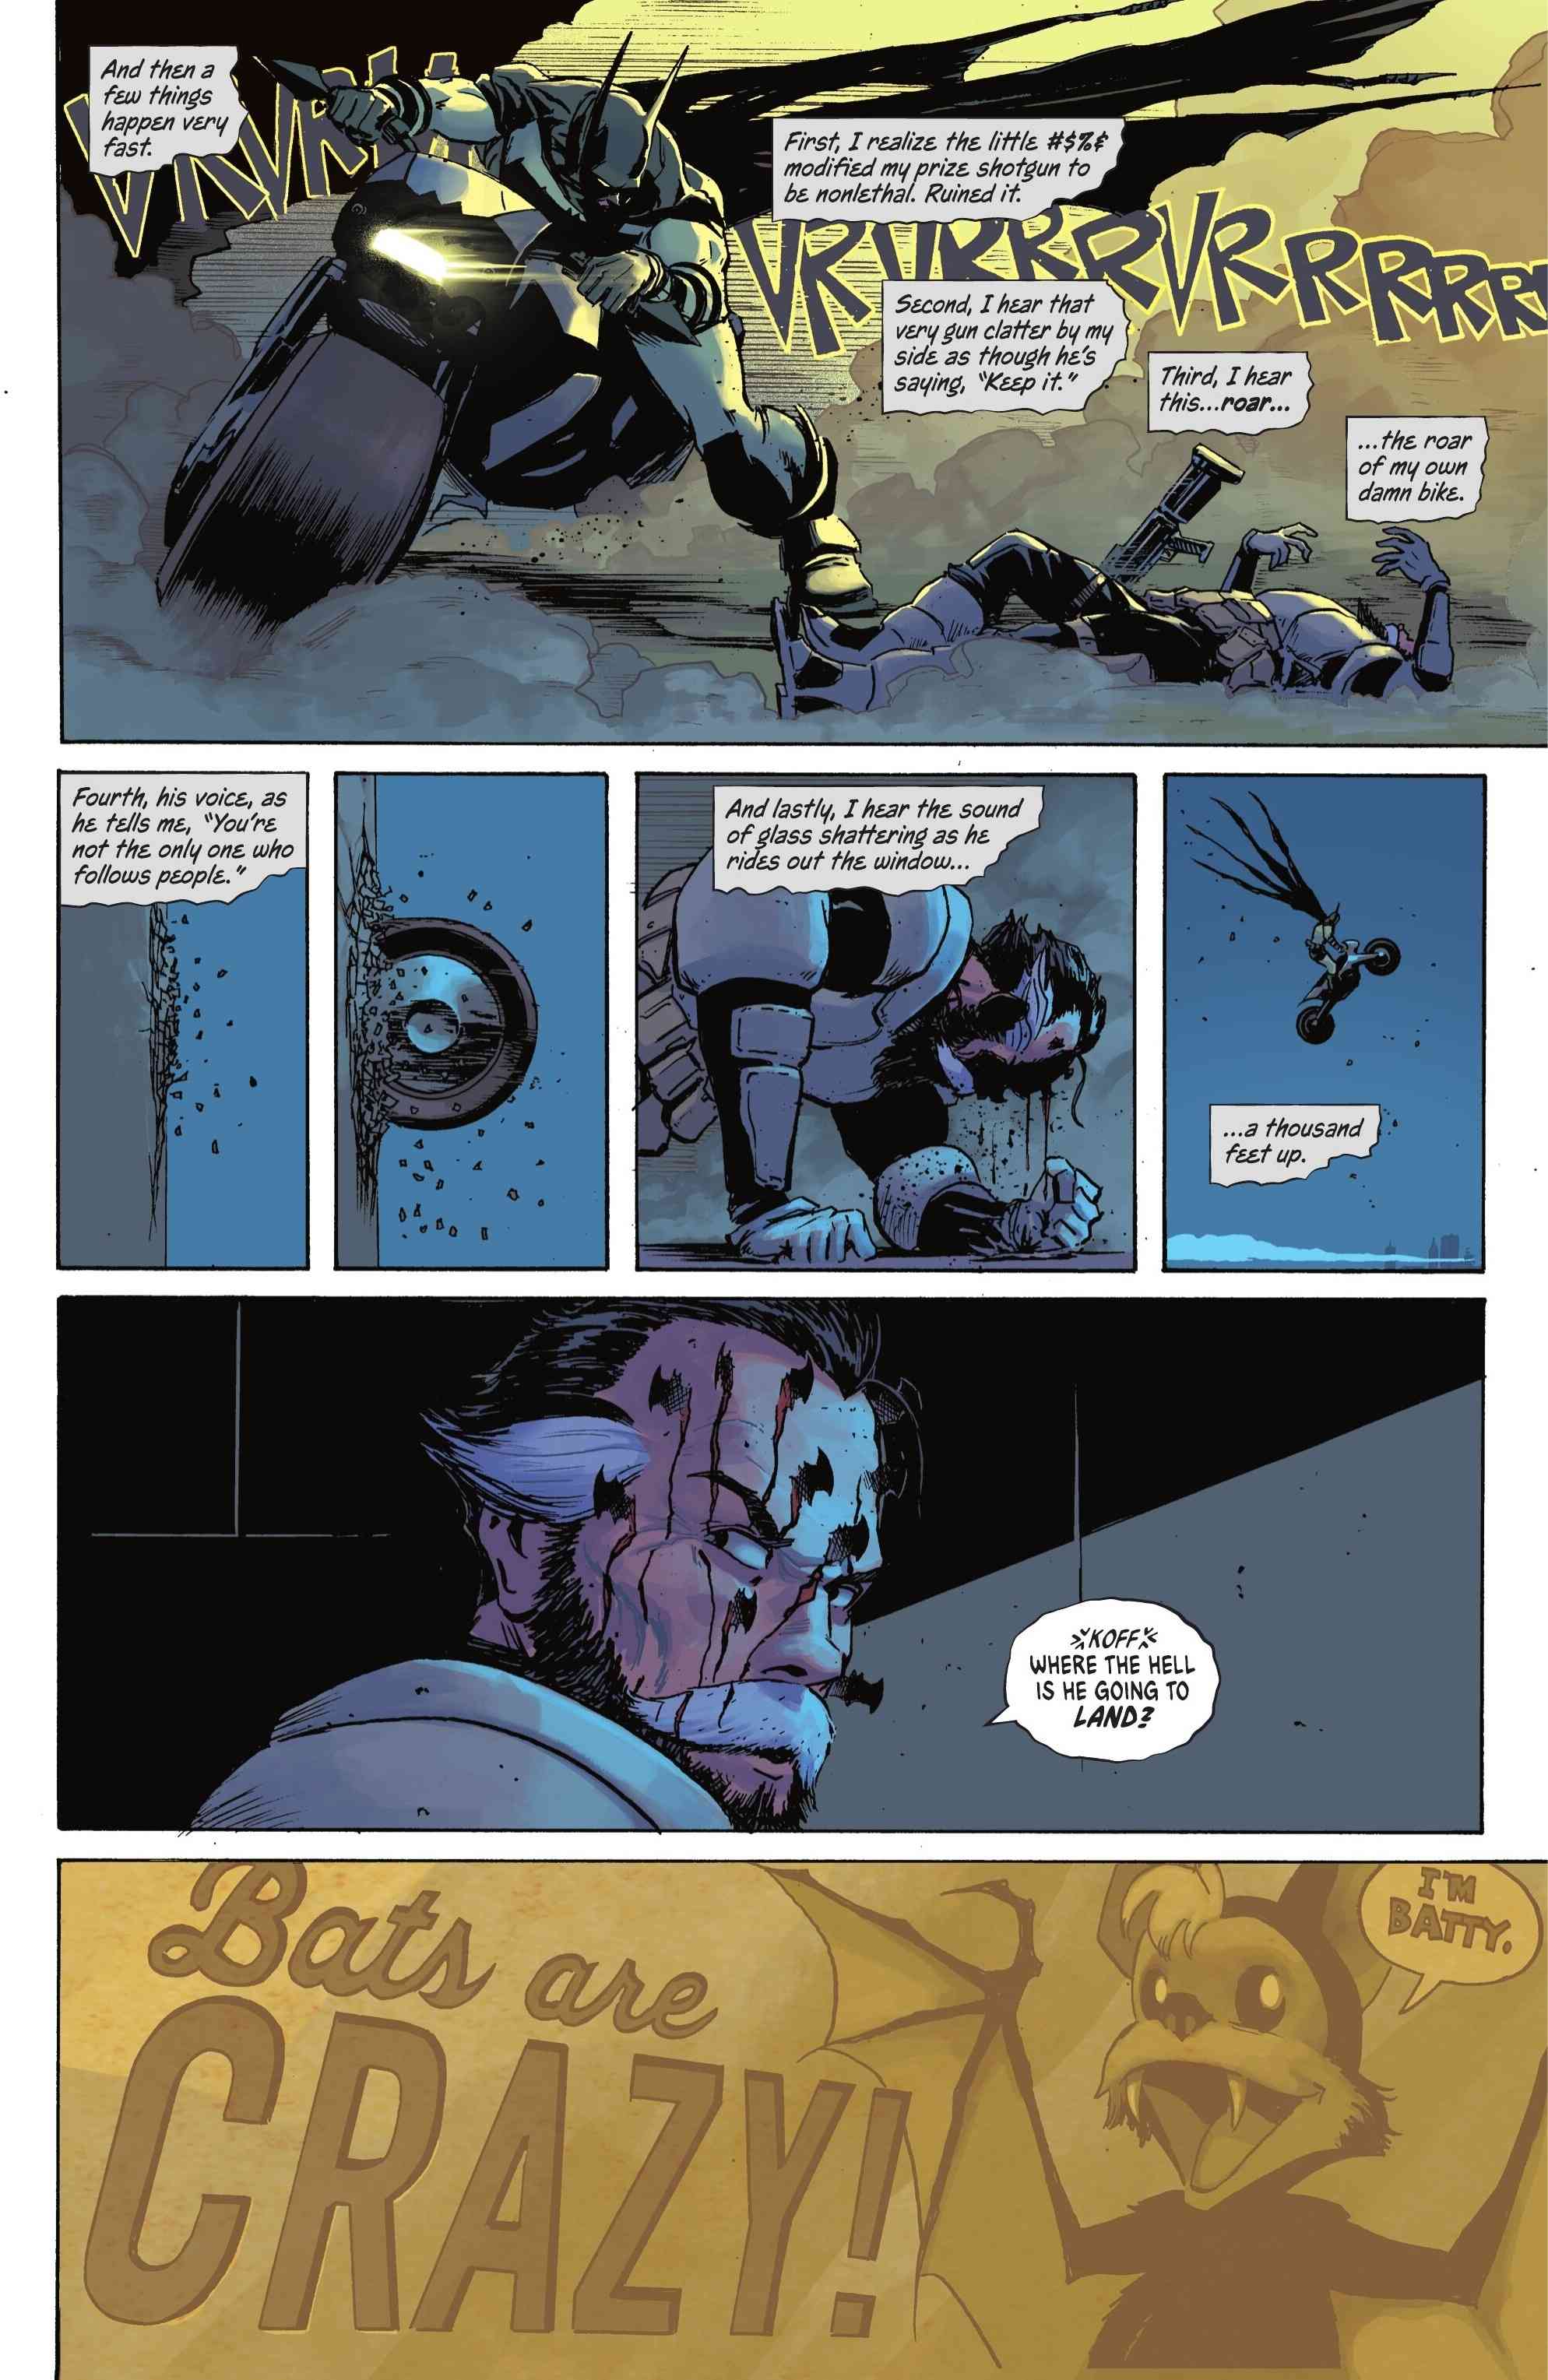 And then a
few things
happen very
fast.
VRVRVRVRVRRRRVRRRRRRR
First, I realize the little #$%&
modified my prize shotgun to
be nonlethal. Ruined it.
Second, I hear that
very gun clatter by my
side as though he's
saying, "Keep it."
Third, I hear
this...roar...
...the roar
of my own
damn bike.
Fourth, his voice, as
he tells me, "You're
not the only one who
follows people."
And lastly, I hear the sound
of glass shattering as he
rides out the window...
...a thousand
feet up.
KOFF
WHERE THE HELL
IS HE GOING TO
LAND?
Bats are
CRAZY!
I'M
BATTY.